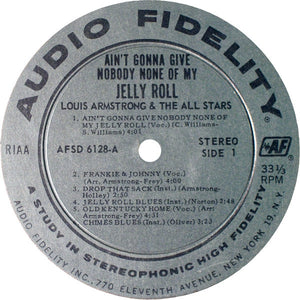 AUDIO FIDELITY®
AIN'T GONNA GIVE
NOBODY NONE OF MY
JELLY ROLL
LOUIS ARMSTRONG & THE ALL STARS
1. AIN'T GONNA GIVE NOBODY NONE OF
MY JELLY ROLL (Voc.) (C. Williams-
S. Williams) 4:01
RIAA
AFSD 6128-A
STEREO
SIDE 1
AF
33⅓
RPM
2. FRANKIE & JOHNNY (Voc.)
(Arr. Armstrong-Frey) 4:00
3. DROP THAT SACK (Inst.) (Armstrong-
Holley) 2:50
4. JELLY ROLL BLUES (Inst.) (Norton) 2:48
5. OLD KENTUCKY HOME (Voc.) (Arr.
Armstrong-Frey) 4:31
CHIMES BLUES (Inst.) (Oliver) 3:23
A STUDY IN STEREOPHONIC HIGH FIDELITY
AUDIO FIDELITY INC. 770 ELEVENTH AVENUE, NEW YORK 19, N.Y.